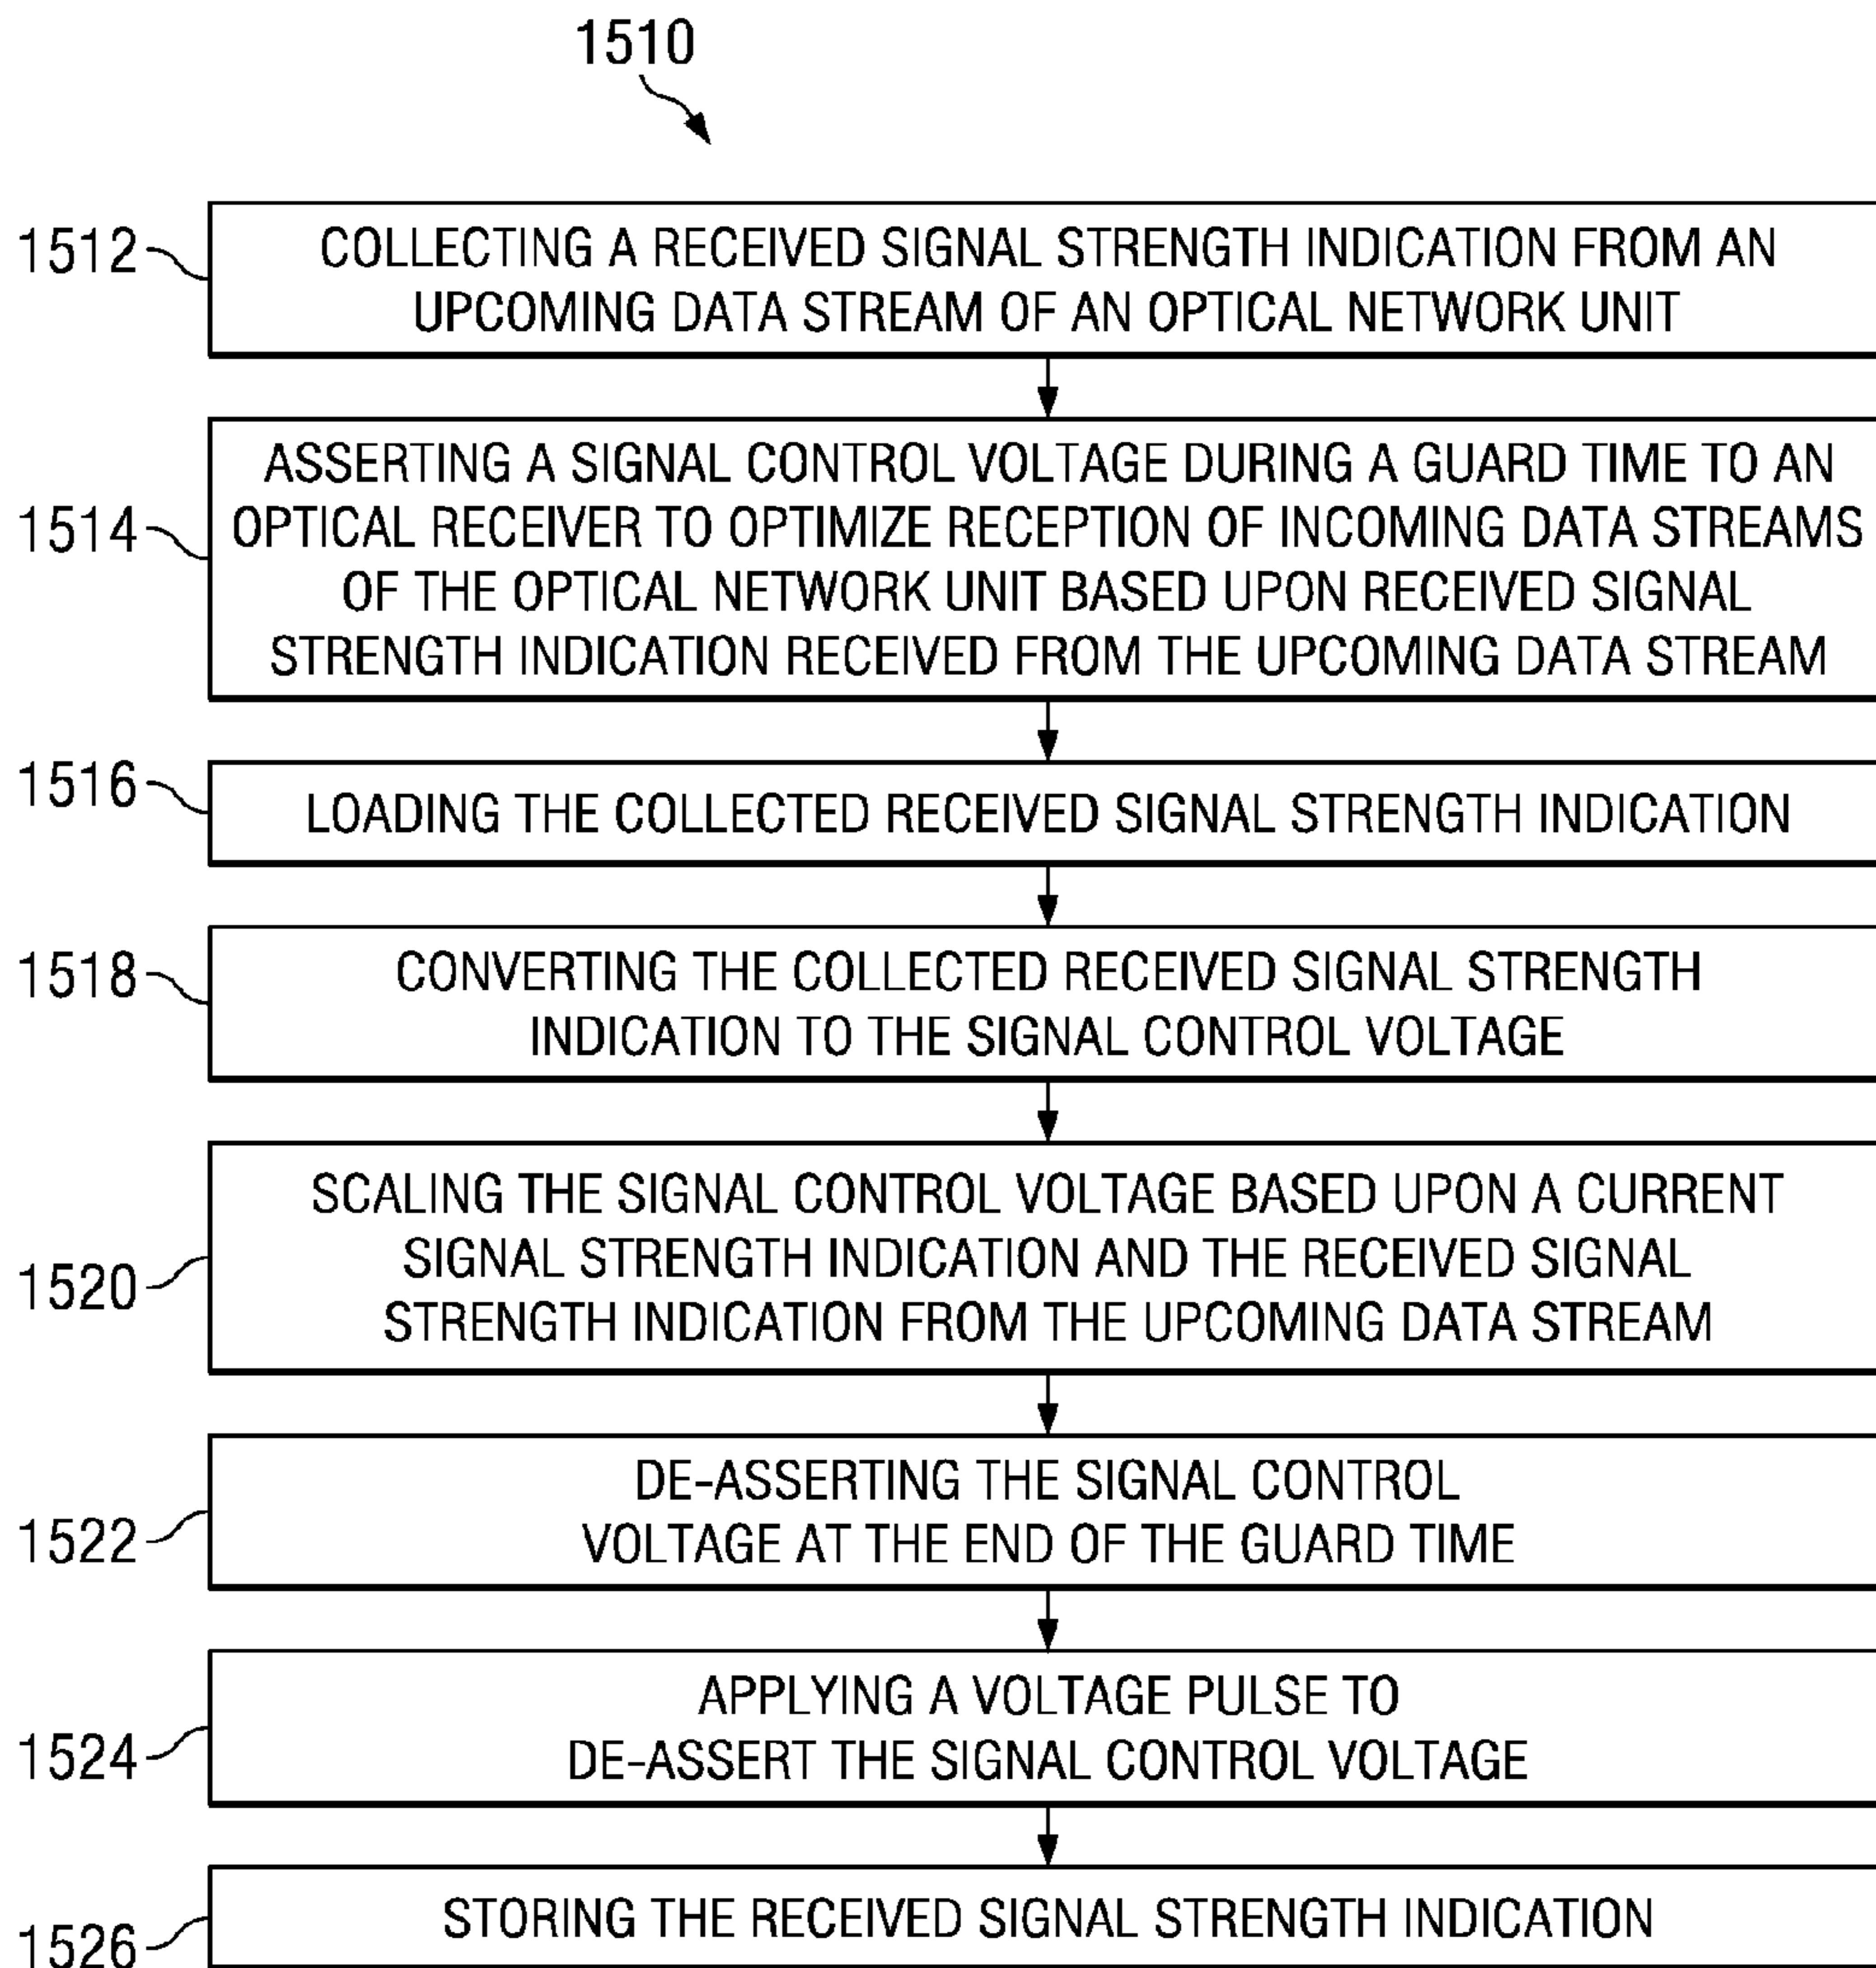 1510
1512
COLLECTING A RECEIVED SIGNAL STRENGTH INDICATION FROM AN
UPCOMING DATA STREAM OF AN OPTICAL NETWORK UNIT
1514
ASSERTING A SIGNAL CONTROL VOLTAGE DURING A GUARD TIME TO AN
OPTICAL RECEIVER TO OPTIMIZE RECEPTION OF INCOMING DATA STREAMS
OF THE OPTICAL NETWORK UNIT BASED UPON RECEIVED SIGNAL
STRENGTH INDICATION RECEIVED FROM THE UPCOMING DATA STREAM
1516
LOADING THE COLLECTED RECEIVED SIGNAL STRENGTH INDICATION
1518
CONVERTING THE COLLECTED RECEIVED SIGNAL STRENGTH
INDICATION TO THE SIGNAL CONTROL VOLTAGE
1520
SCALING THE SIGNAL CONTROL VOLTAGE BASED UPON A CURRENT
SIGNAL STRENGTH INDICATION AND THE RECEIVED SIGNAL
STRENGTH INDICATION FROM THE UPCOMING DATA STREAM
1522
DE-ASSERTING THE SIGNAL CONTROL
VOLTAGE AT THE END OF THE GUARD TIME
1524
APPLYING A VOLTAGE PULSE TO
DE-ASSERT THE SIGNAL CONTROL VOLTAGE
1526
STORING THE RECEIVED SIGNAL STRENGTH INDICATION